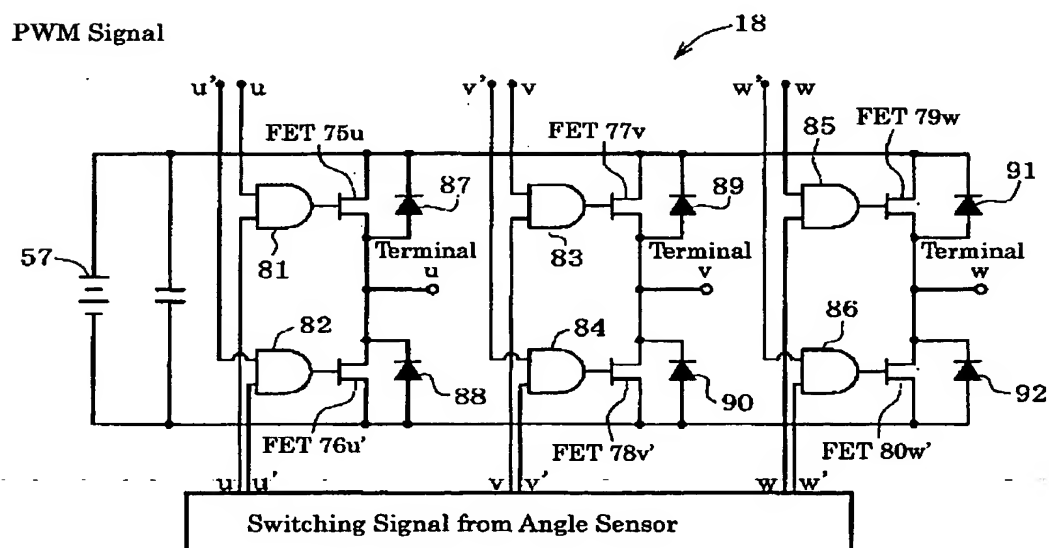 PWM Signal
18
u' u v' v w' w
FET 75u FET 77v FET 79w
85
87 89 91
57 81 83
Terminal u Terminal v Terminal w
82 84 86
88 90 92
FET 76u' FET 78v' FET 80w'
u u' v v' w w'
Switching Signal from Angle Sensor